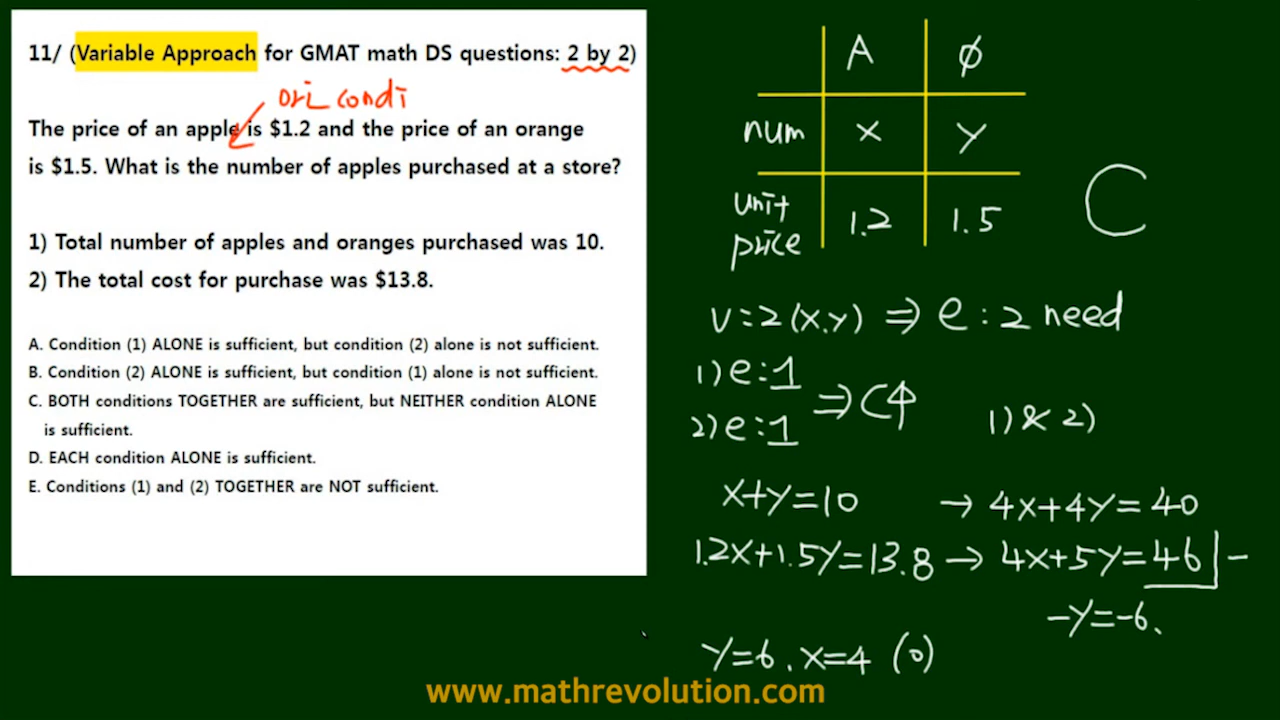 11/ (Variable Approach for GMAT math DS questions: 2 by 2)
ori condi
The price of an apple is $1.2 and the price of an orange
is $1.5. What is the number of apples purchased at a store?
1) Total number of apples and oranges purchased was 10.
2) The total cost for purchase was $13.8.
A. Condition (1) ALONE is sufficient, but condition (2) alone is not sufficient.
B. Condition (2) ALONE is sufficient, but condition (1) alone is not sufficient.
C. BOTH conditions TOGETHER are sufficient, but NEITHER condition ALONE
is sufficient.
D. EACH condition ALONE is sufficient.
E. Conditions (1) and (2) TOGETHER are NOT sufficient.
A O
num X Y
unit
price 1.2 1.5
C
V=2(X.Y) ⇒ e:2 need
1) e:1
2) e:1
⇒ C↑
1) & 2)
X+Y=10 → 4X+4Y=40
1.2X+1.5Y=13.8 → 4X+5Y=46 -
-Y=-6.
Y=6. X=4 (0)
www.mathrevolution.com